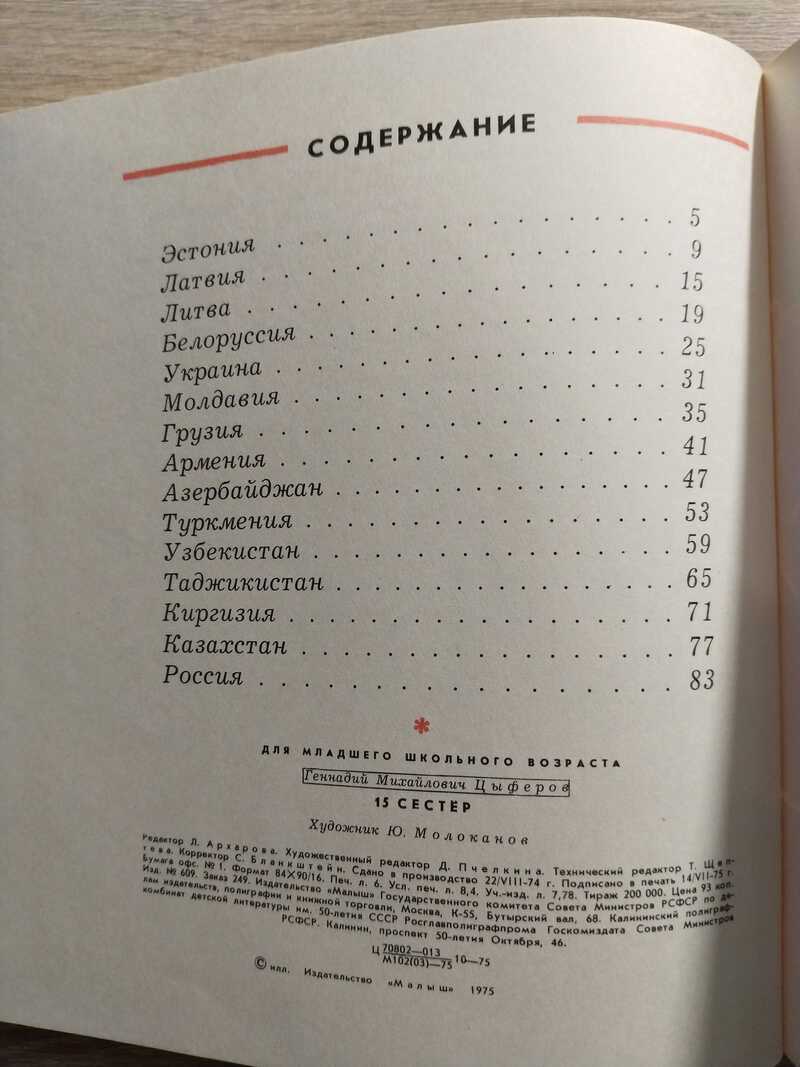 СОДЕРЖАНИЕ
Эстония . . . . . . . . . . . . . . 5
Латвия . . . . . . . . . . . . . . 9
Литва . . . . . . . . . . . . . . 15
Белоруссия . . . . . . . . . . . . 19
Украина . . . . . . . . . . . . . . 25
Молдавия . . . . . . . . . . . . . 31
Грузия . . . . . . . . . . . . . . 35
Армения . . . . . . . . . . . . . . 41
Азербайджан . . . . . . . . . . . . 47
Туркмения . . . . . . . . . . . . . 53
Узбекистан . . . . . . . . . . . . 59
Таджикистан . . . . . . . . . . . . 65
Киргизия . . . . . . . . . . . . . 71
Казахстан . . . . . . . . . . . . . 77
Россия . . . . . . . . . . . . . . 83
*
ДЛЯ МЛАДШЕГО ШКОЛЬНОГО ВОЗРАСТА
Геннадий Михайлович Цыферов
15 СЕСТЁР
Художник Ю. Молоканов
Редактор Л. Архарова. Художественный редактор Д. Пчелкина. Технический редактор Т. Щеп-
тева. Корректор С. Бланкштейн. Сдано в производство 22/VIII-74 г. Подписано в печать 14/VII-75 г.
Бумага офс. № 1. Формат 84×90/16. Печ. л. 6. Усл. печ. л. 8,4. Уч.-изд. л. 7,78. Тираж 200 000. Цена 93 коп.
Изд. № 609. Заказ 249. Издательство «Малыш» Государственного комитета Совета Министров РСФСР по де-
лам издательств, полиграфии и книжной торговли, Москва, К-55, Бутырский вал, 68. Калининский полиграф-
комбинат детской литературы им. 50-летия СССР Росглавполиграфпрома Госкомиздата Совета Министров
РСФСР. Калинин, проспект 50-летия Октября, 46.
Ц 70802—013
М102(03)—75 10—75
© илл. Издательство «Малыш» 1975